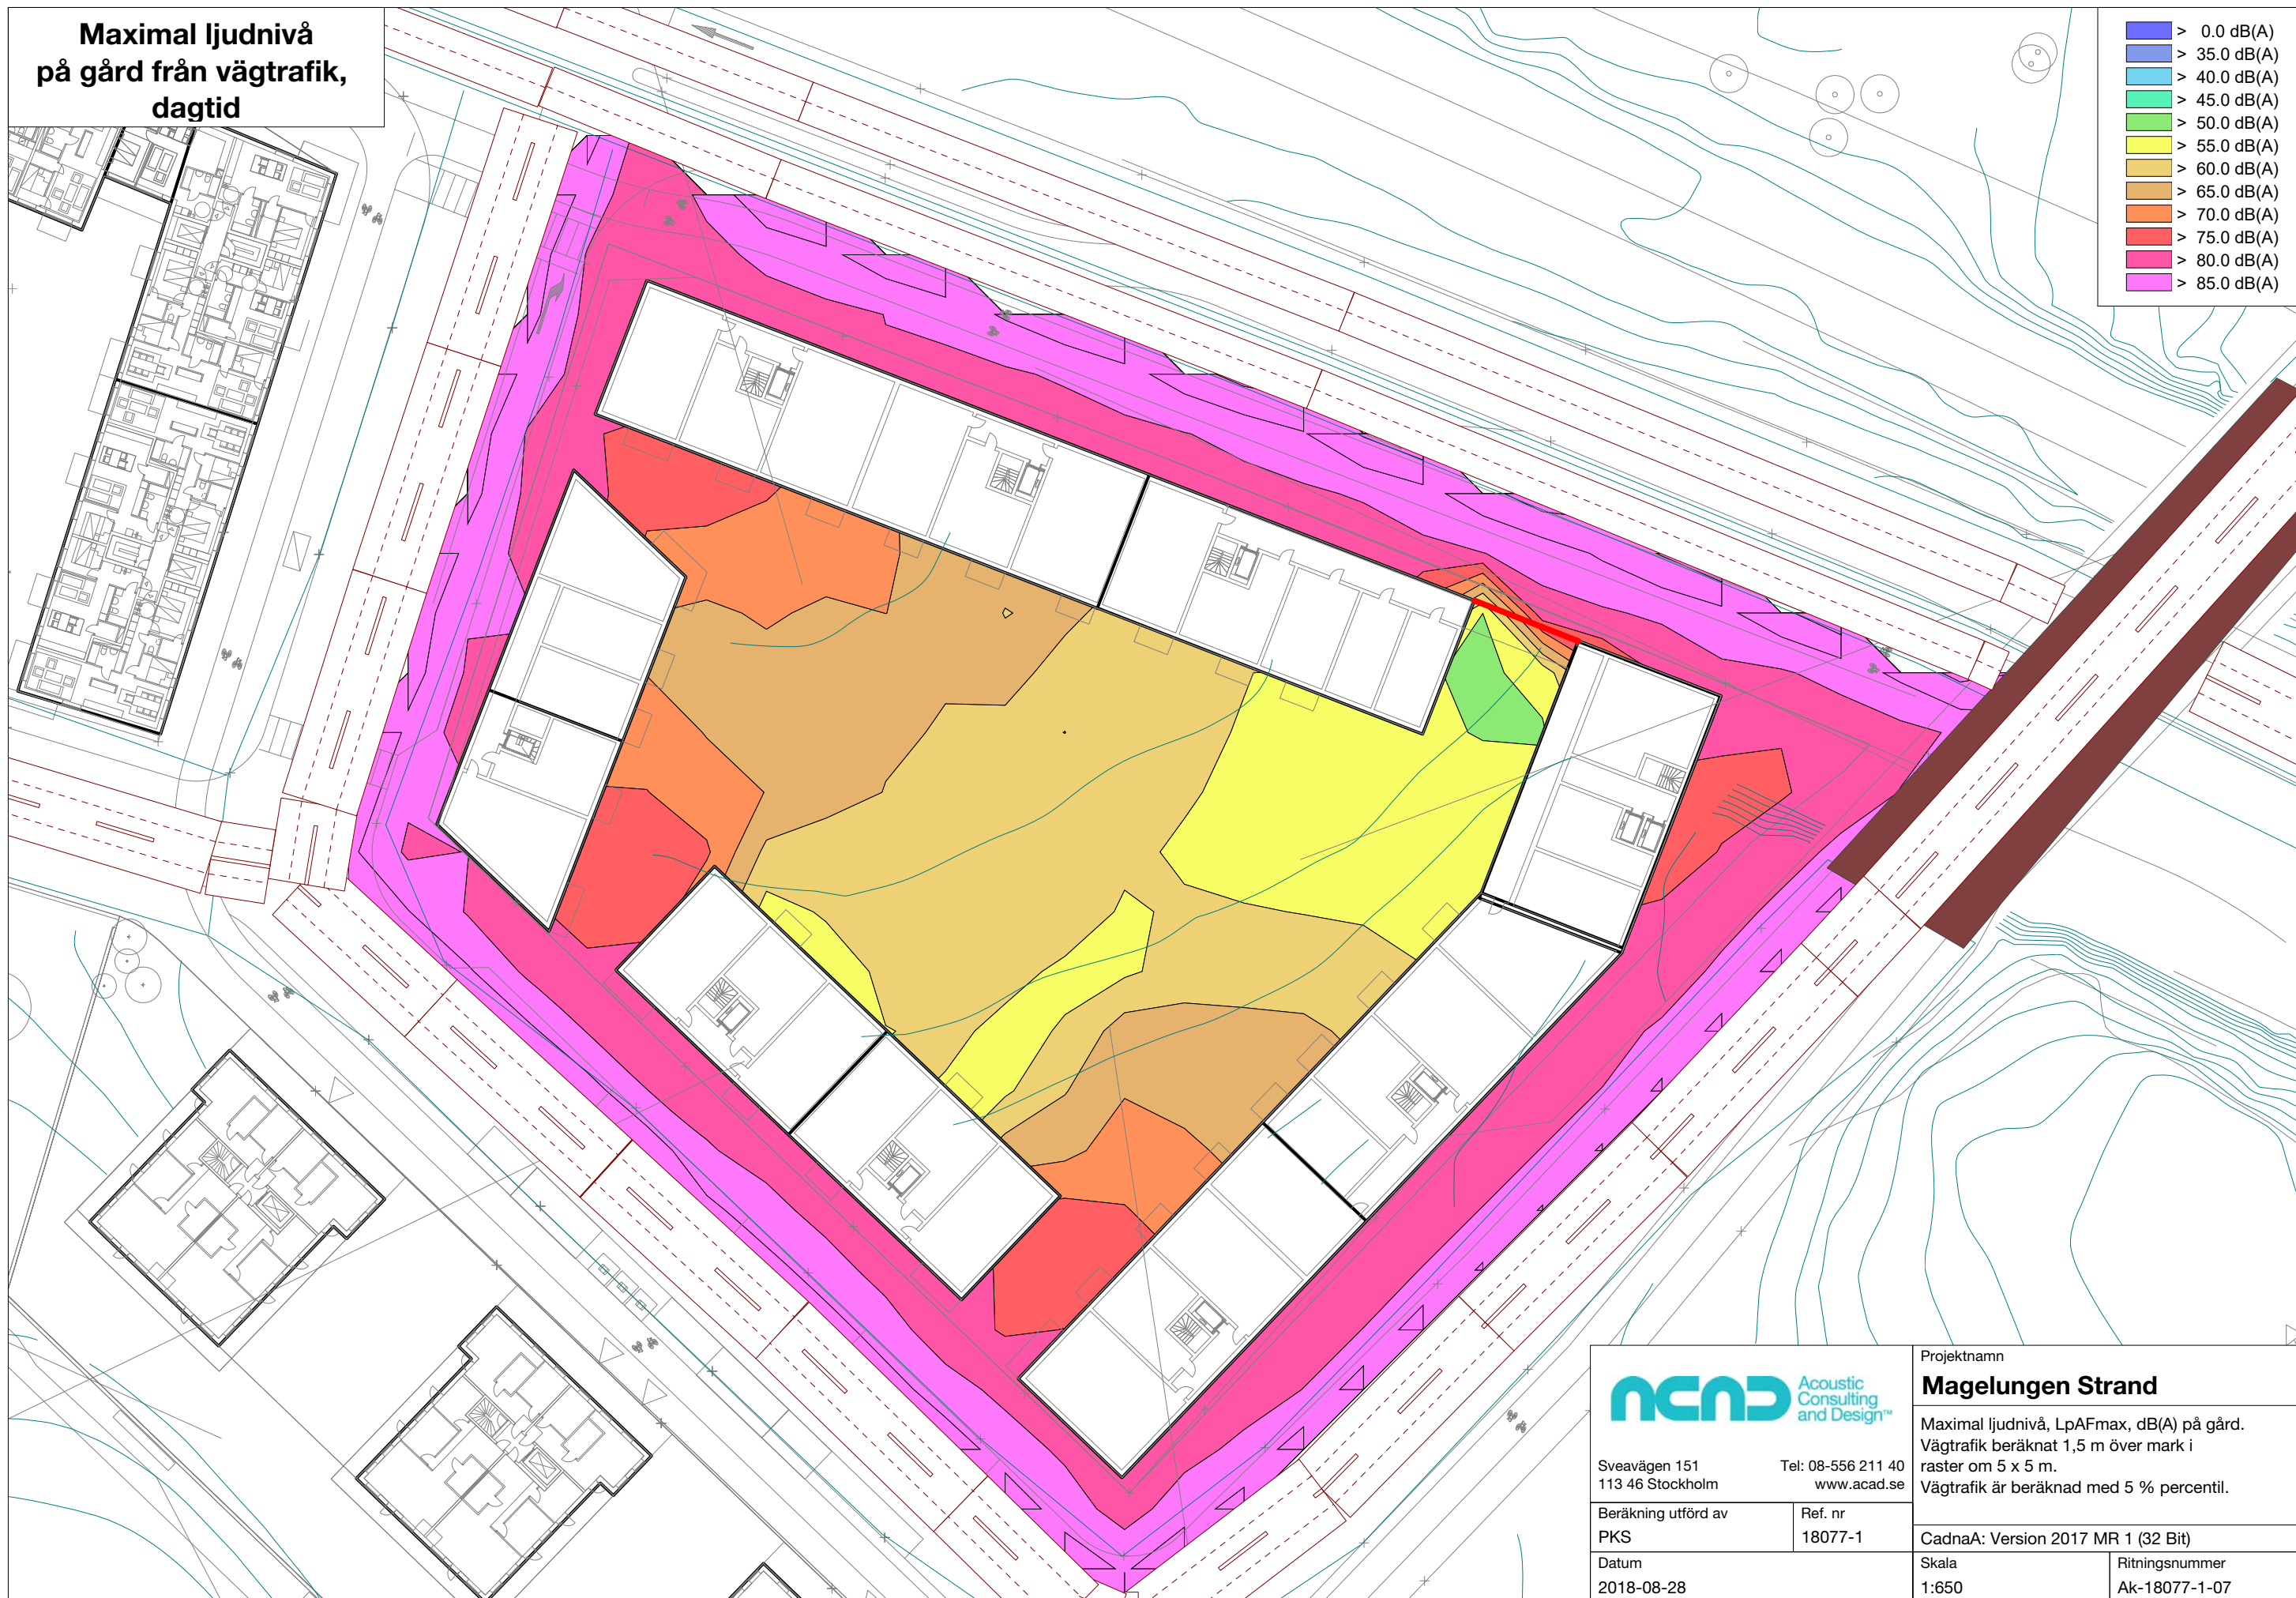 Maximal ljudnivå
på gård från vägtrafik,
dagtid
> 0.0 dB(A)
> 35.0 dB(A)
> 40.0 dB(A)
> 45.0 dB(A)
> 50.0 dB(A)
> 55.0 dB(A)
> 60.0 dB(A)
> 65.0 dB(A)
> 70.0 dB(A)
> 75.0 dB(A)
> 80.0 dB(A)
> 85.0 dB(A)
ACAD
Acoustic
Consulting
and Design™
Sveavägen 151
113 46 Stockholm
Tel: 08-556 211 40
www.acad.se
Beräkning utförd av
PKS
Ref. nr
18077-1
Datum
2018-08-28
Projektnamn
Magelungen Strand
Maximal ljudnivå, LpAFmax, dB(A) på gård.
Vägtrafik beräknat 1,5 m över mark i
raster om 5 x 5 m.
Vägtrafik är beräknad med 5 % percentil.
CadnaA: Version 2017 MR 1 (32 Bit)
Skala
1:650
Ritningsnummer
Ak-18077-1-07